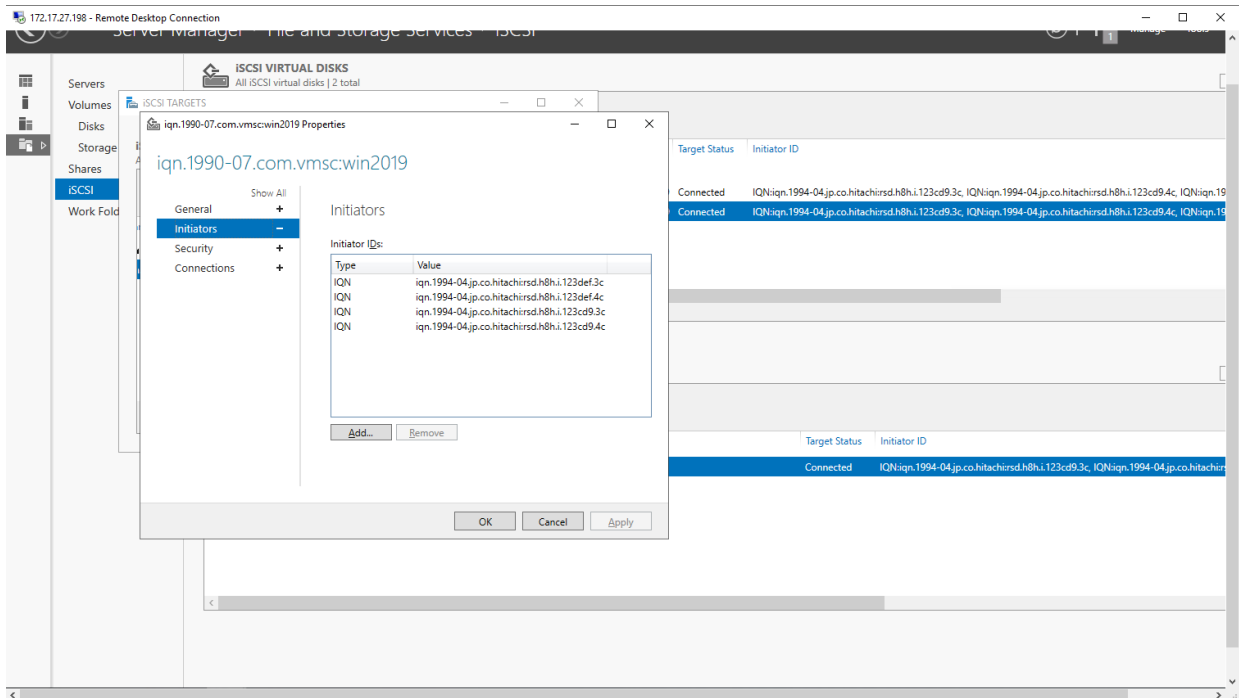 172.17.27.198 - Remote Desktop Connection
Server Manager · File and Storage Services · iSCSI
1
Manage
Tools
Servers
Volumes
Disks
Storage
Shares
iSCSI
Work Fold
iSCSI VIRTUAL DISKS
All iSCSI virtual disks | 2 total
iSCSI TARGETS
Target Status Initiator ID
Connected IQN:iqn.1994-04.jp.co.hitachi:rsd.h8h.i.123cd9.3c, IQN:iqn.1994-04.jp.co.hitachi:rsd.h8h.i.123cd9.4c, IQN:iqn.19
Connected IQN:iqn.1994-04.jp.co.hitachi:rsd.h8h.i.123cd9.3c, IQN:iqn.1994-04.jp.co.hitachi:rsd.h8h.i.123cd9.4c, IQN:iqn.19
iqn.1990-07.com.vmsc:win2019 Properties
iqn.1990-07.com.vmsc:win2019
Show All
General +
Initiators –
Security +
Connections +
Initiators
Initiator IDs:
Type Value
IQN iqn.1994-04.jp.co.hitachi:rsd.h8h.i.123def.3c
IQN iqn.1994-04.jp.co.hitachi:rsd.h8h.i.123def.4c
IQN iqn.1994-04.jp.co.hitachi:rsd.h8h.i.123cd9.3c
IQN iqn.1994-04.jp.co.hitachi:rsd.h8h.i.123cd9.4c
Add... Remove
OK Cancel Apply
Target Status Initiator ID
Connected IQN:iqn.1994-04.jp.co.hitachi:rsd.h8h.i.123cd9.3c, IQN:iqn.1994-04.jp.co.hitachi:r